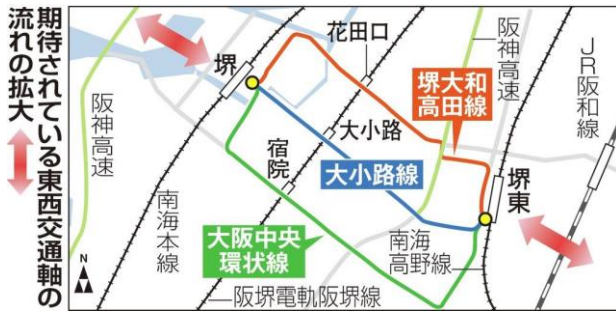 期待されている東西交通軸の
流れの拡大
阪神高速
堺
南海本線
花田口
大小路
宿院
阪堺電軌阪堺線
阪神高速
堺大和
高田線
大小路線
大阪中央
環状線
南海
高野線
堺東
JR阪和線
N